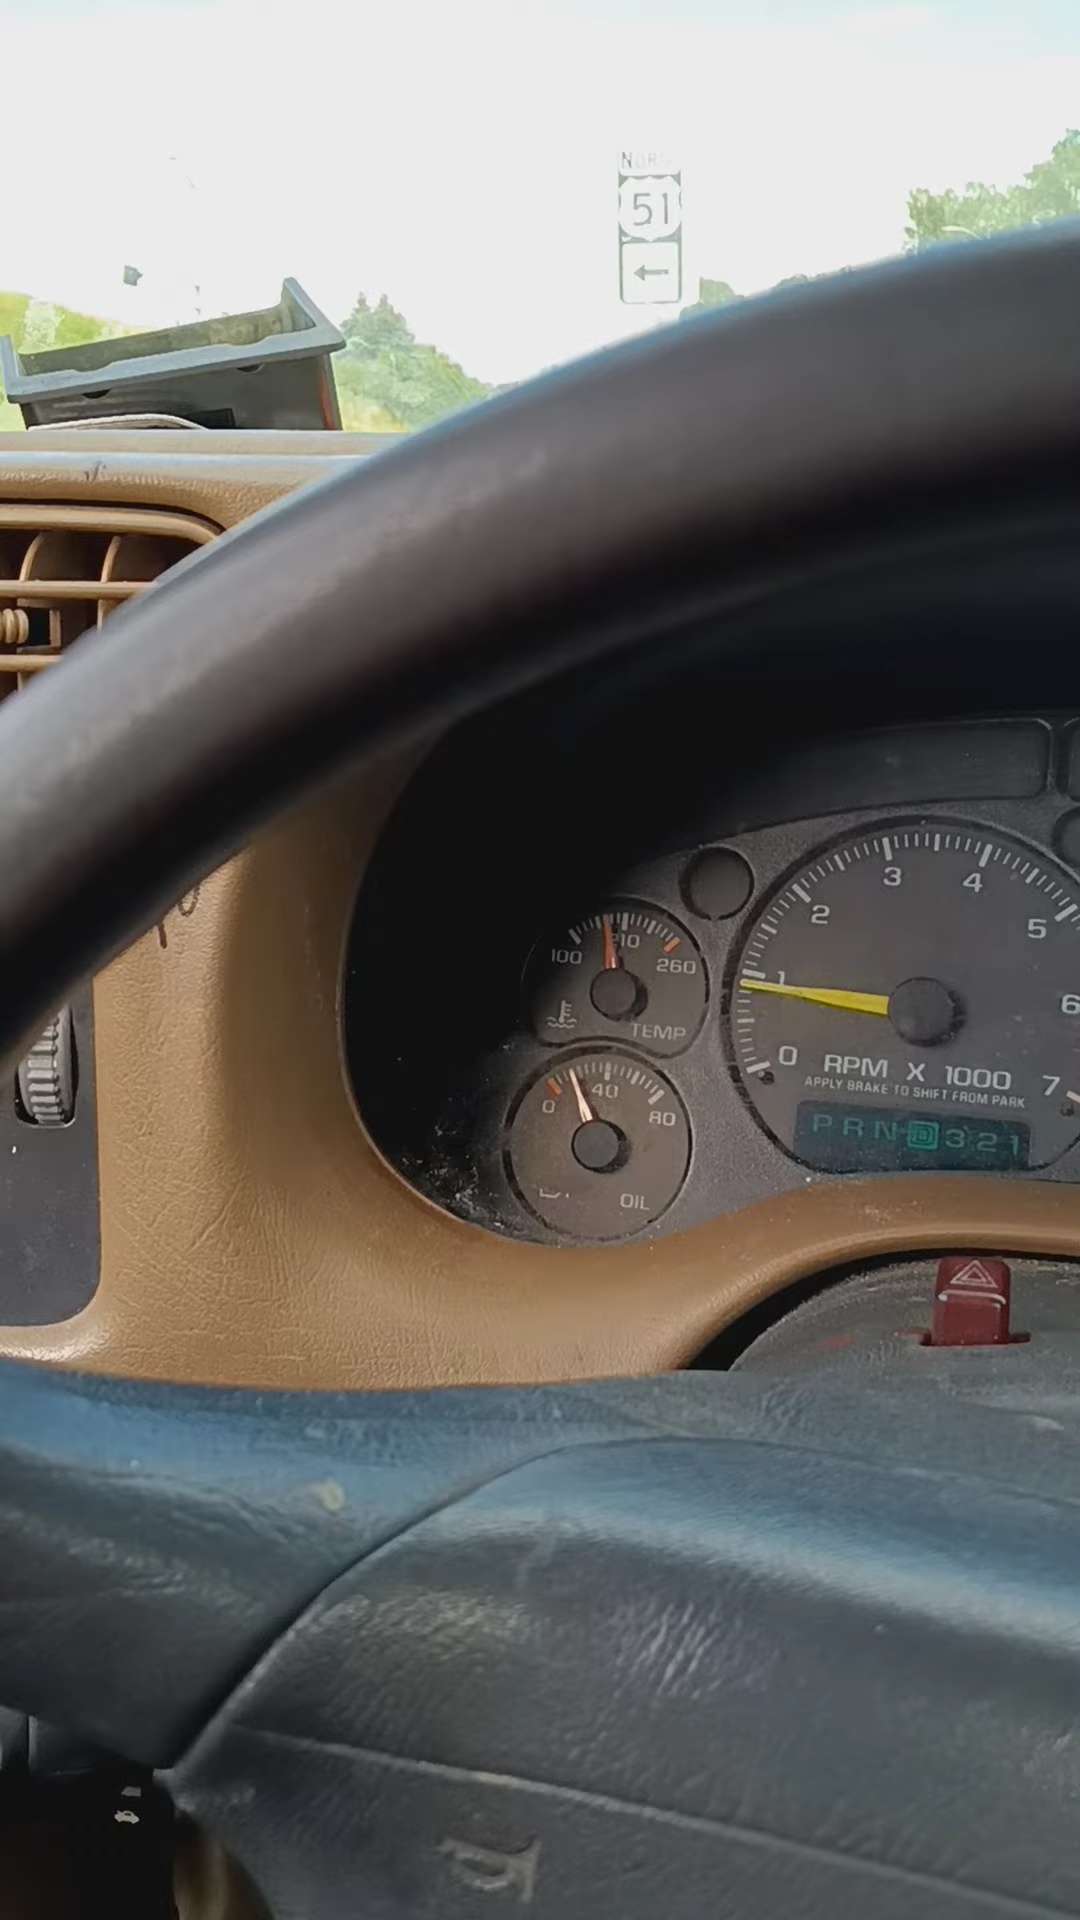 NORTH
51
100 210 260
TEMP
0 40 80
OIL
0 1 2 3 4 5 6 7
RPM X 1000
APPLY BRAKE TO SHIFT FROM PARK
P R N D 3 2 1